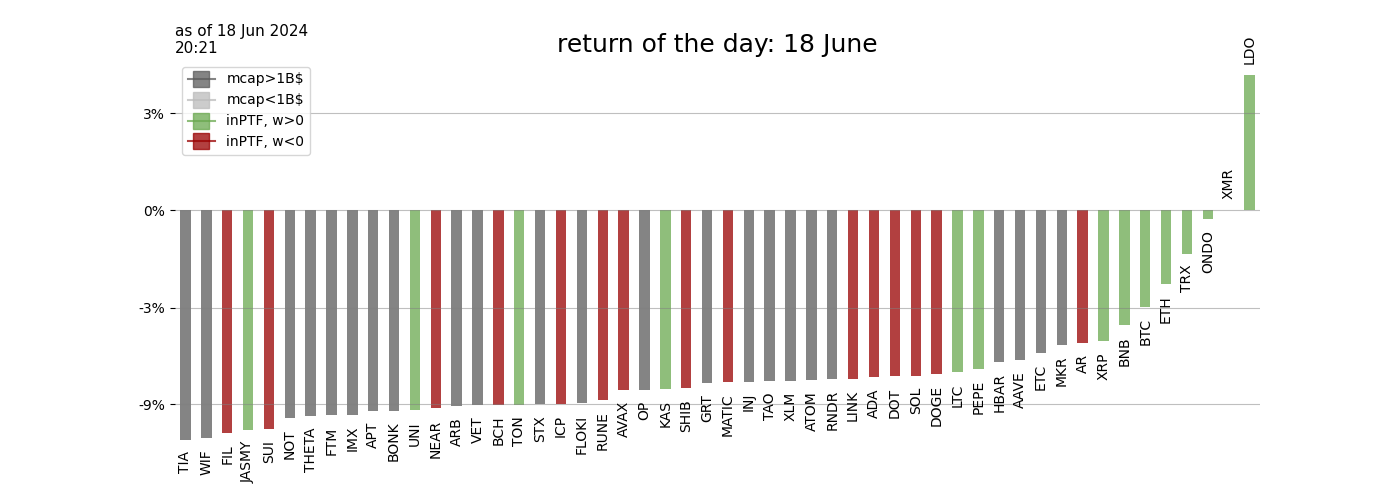 as of 18 Jun 2024
20:21
return of the day: 18 June
mcap>1B$
mcap<1B$
inPTF, w>0
inPTF, w<0
3%
0%
-3%
-9%
TIA
WIF
FIL
JASMY
SUI
NOT
THETA
FTM
IMX
APT
BONK
UNI
NEAR
ARB
VET
BCH
TON
STX
ICP
FLOKI
RUNE
AVAX
OP
KAS
SHIB
GRT
MATIC
INJ
TAO
XLM
ATOM
RNDR
LINK
ADA
DOT
SOL
DOGE
LTC
PEPE
HBAR
AAVE
ETC
MKR
AR
XRP
BNB
BTC
ETH
TRX
ONDO
XMR
LDO